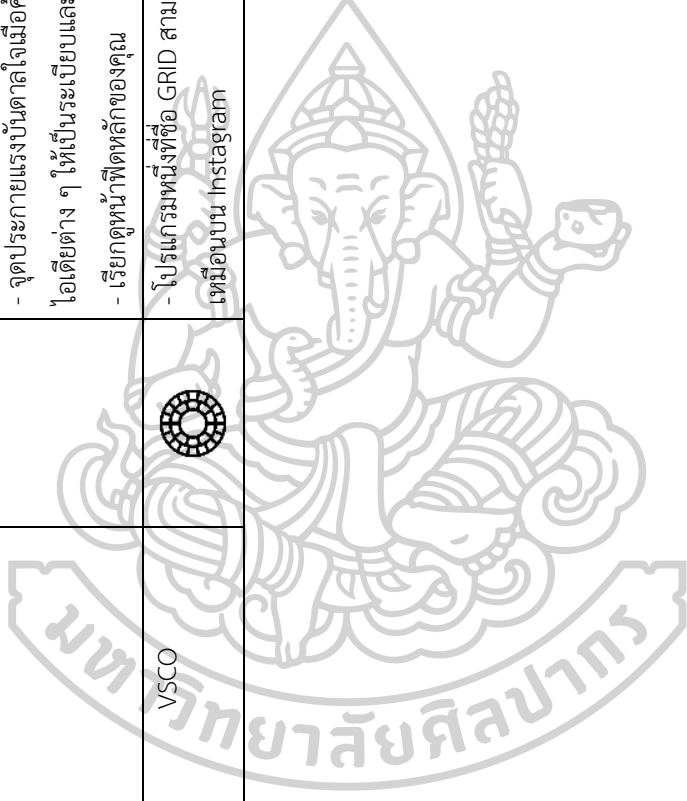 - จุดประกายแรงบันดาลใจเมื่อ
ไอเดียต่าง ๆ ให้เป็นระเบียบและ
- เรียกดูหน้าฟีดหลักของคุณ
VSCO
- โปรแกรมหนึ่งที่ชื่อ GRID สาม
เหมือนบน Instagram
มหาวิทยาลัยศิลปากร